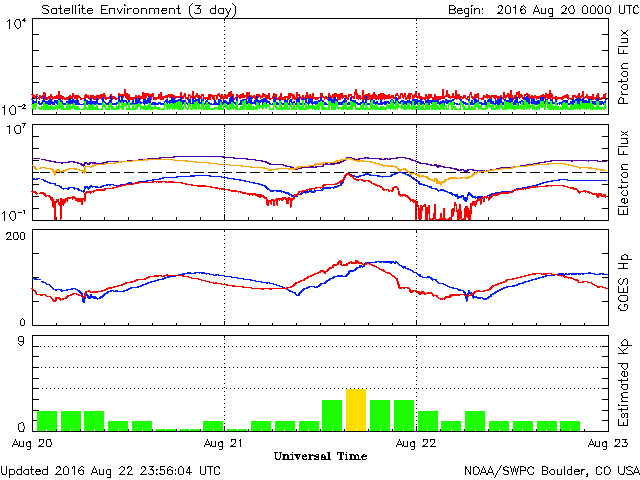 Satellite Environment (3 day) Begin: 2016 Aug 20 0000 UTC
10^4
Proton Flux
10^-2
10^7
Electron Flux
10^-1
200
GOES Hp
0
9
Estimated Kp
0
Aug 20 Aug 21 Aug 22 Aug 23
Universal Time
Updated 2016 Aug 22 23:56:04 UTC NOAA/SWPC Boulder, CO USA